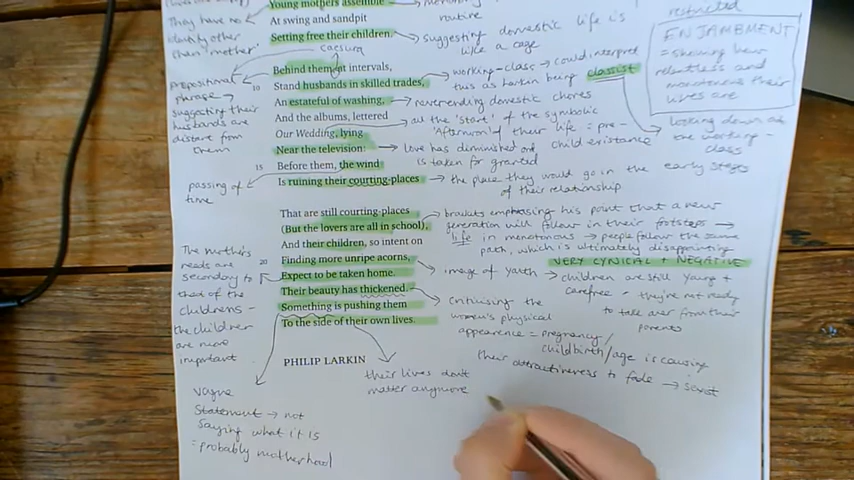 Young mothers assemble
At swing and sandpit
Setting free their children.
Behind them, at intervals,
10 Stand husbands in skilled trades,
An estateful of washing,
And the albums, lettered
Our Wedding, lying
Near the television:
15 Before them, the wind
Is ruining their courting-places
That are still courting-places
(But the lovers are all in school),
And their children, so intent on
20 Finding more unripe acorns,
Expect to be taken home.
Their beauty has thickened.
Something is pushing them
To the side of their own lives.
PHILIP LARKIN
They have no
identity other
than 'mother'
caesura
Prepositional
phrase →
suggesting their
husbands are
distant from
them
passing of
time
The mothers
needs are
secondary to
that of the
childrens –
the children
are more
important
vague
statement → not
saying what it is
= probably motherhood
routine
suggesting domestic life is
like a cage
working-class → could interpret
this as larkin being classist
neverending domestic chores
all the 'start' of the symbolic
'Afternoon' of their life = pre-
child existance
love has diminished and
is taken for granted
the place they would go in the early stages
of their relationship
brackets emphasing his point that a new
generation will follow in their footsteps →
life is monotonous → people follow the same
path, which is ultimately disappointing
VERY CYNICAL + NEGATIVE
image of youth → children are still young +
carefree = they're not ready
to take over from their
parents
criticising the
women's physical
appearence = pregnancy/
childbirth/age is causing
their attractiveness to fade → sexist
their lives don't
matter anymore
restricted
ENJAMBMENT
= showing how
relentless and
monotonous their
lives are
looking down at
the working-
class